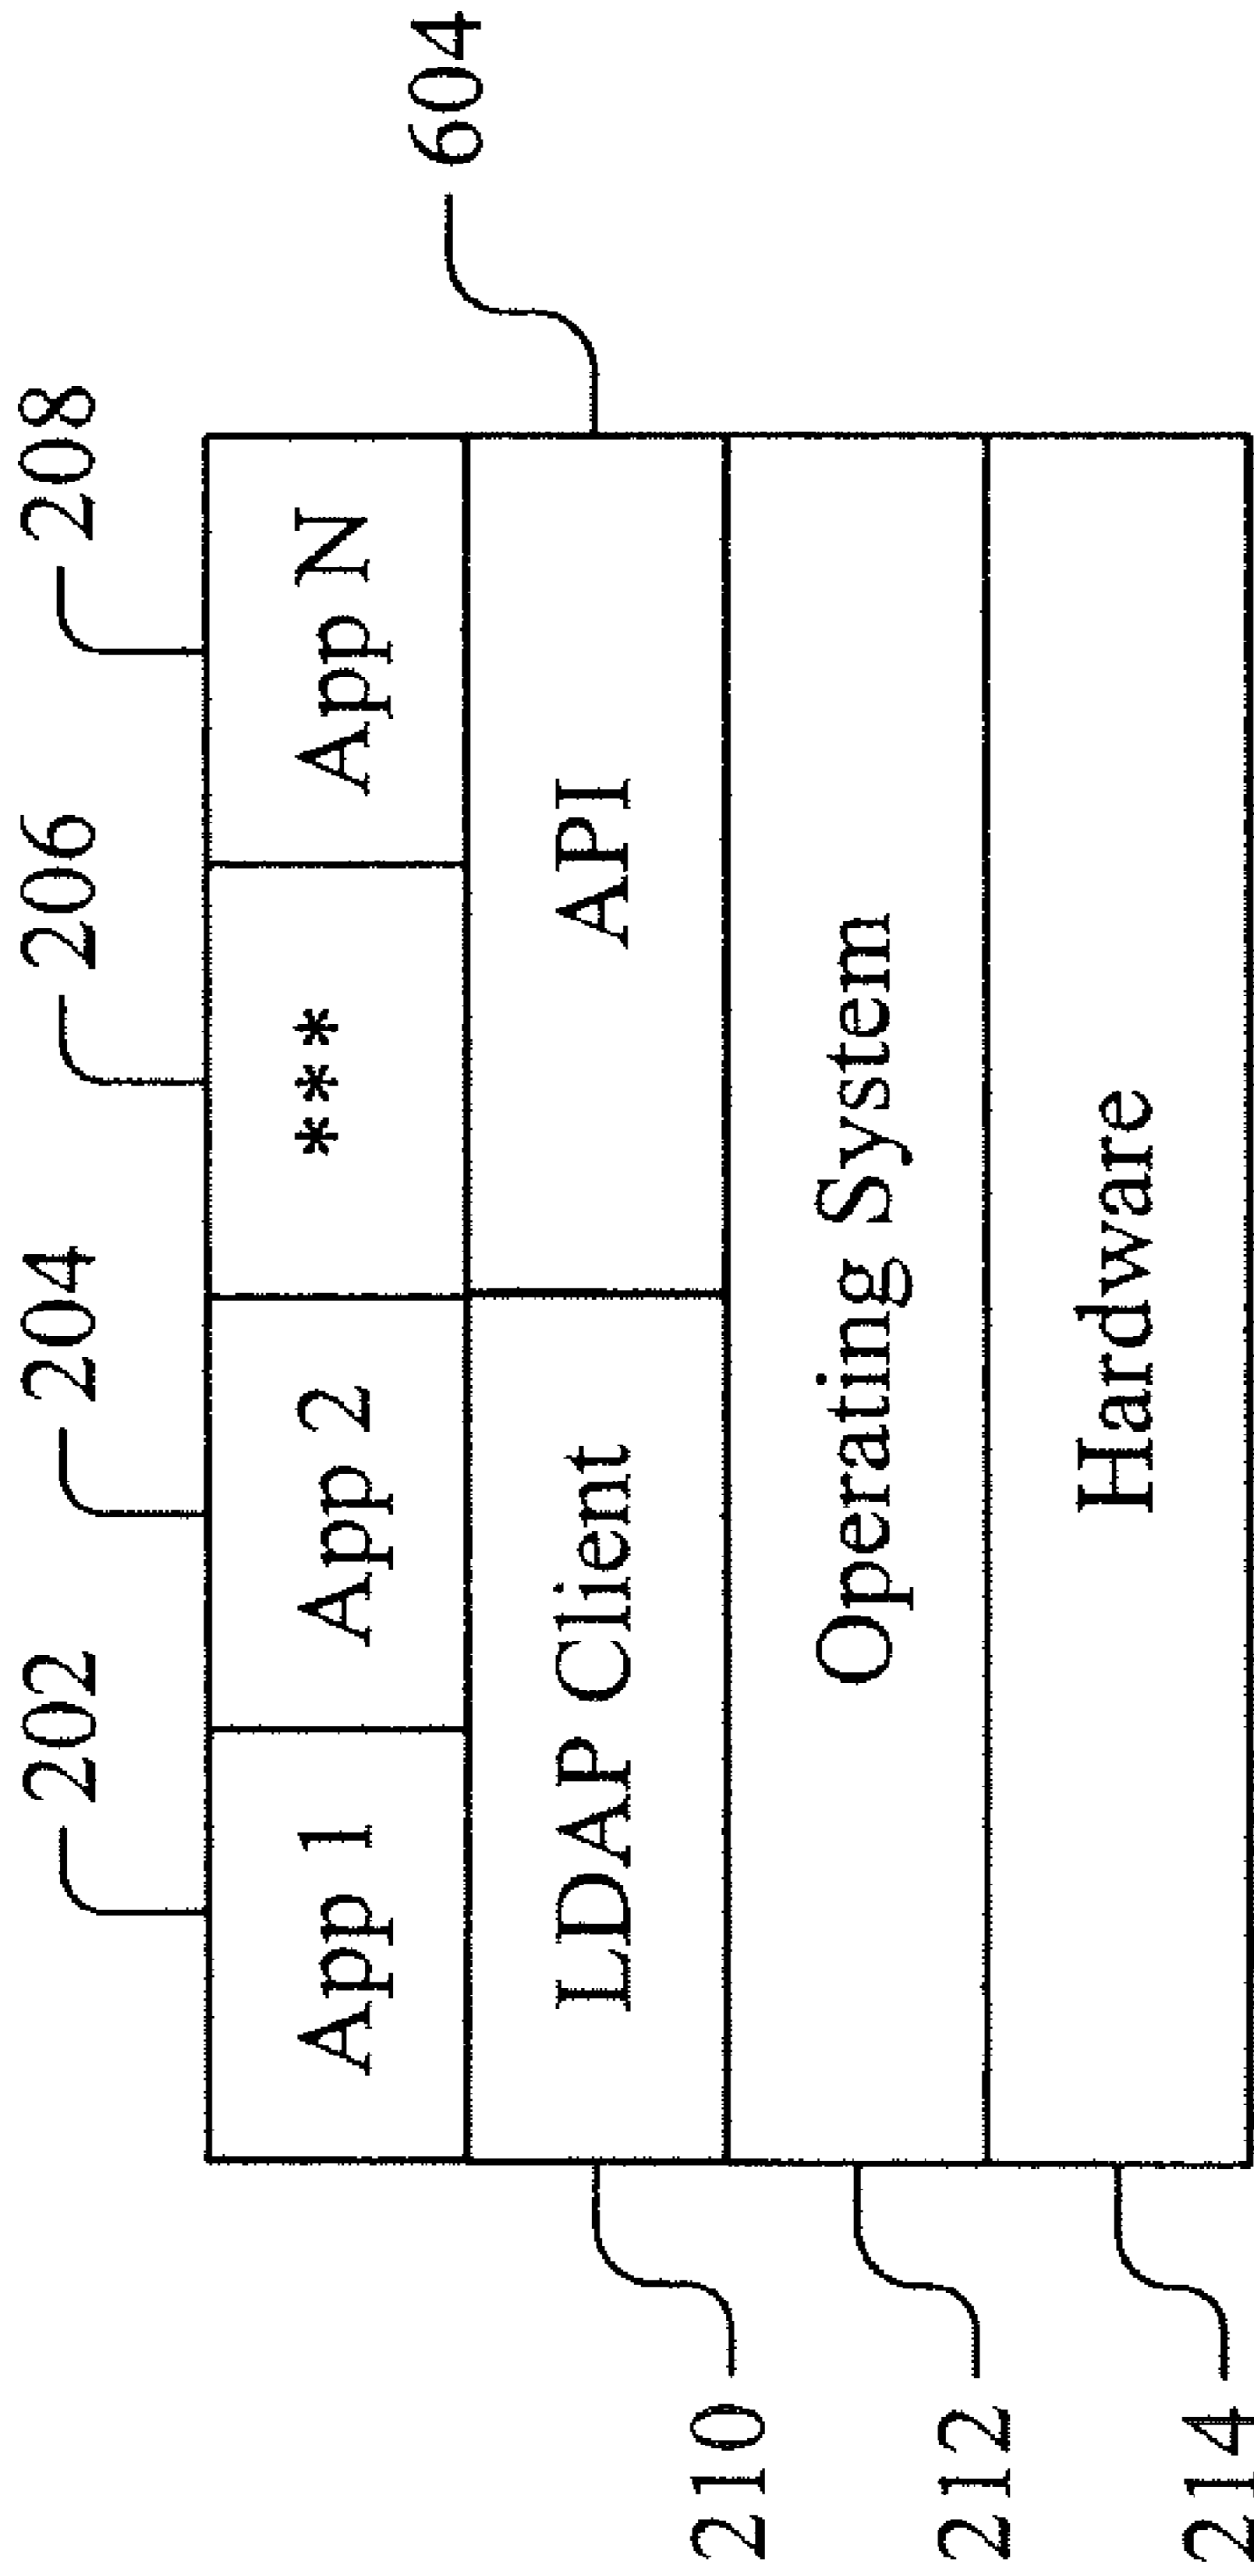 202
204
206
208
App 1
App 2
***
App N
604
LDAP Client
API
210
Operating System
212
Hardware
214